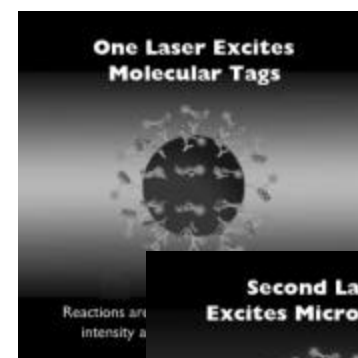 One Laser Excites
Molecular Tags
Reactions are
intensity a
Second La
Excites Micro